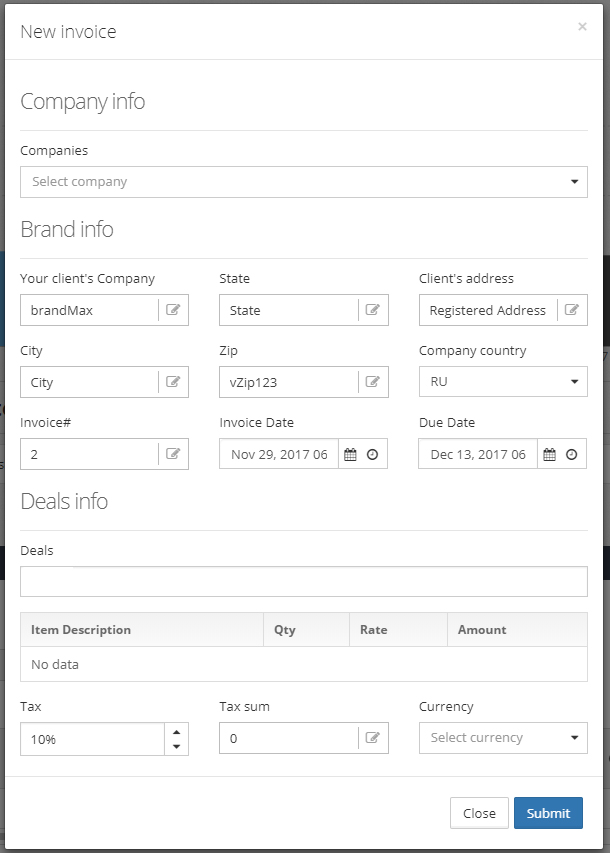 New invoice ×
Company info
Companies
Select company
Brand info
Your client's Company State Client's address
brandMax State Registered Address
City Zip Company country
City vZip123 RU
Invoice# Invoice Date Due Date
2 Nov 29, 2017 06 Dec 13, 2017 06
Deals info
Deals
Item Description Qty Rate Amount
No data
Tax Tax sum Currency
10% 0 Select currency
Close Submit